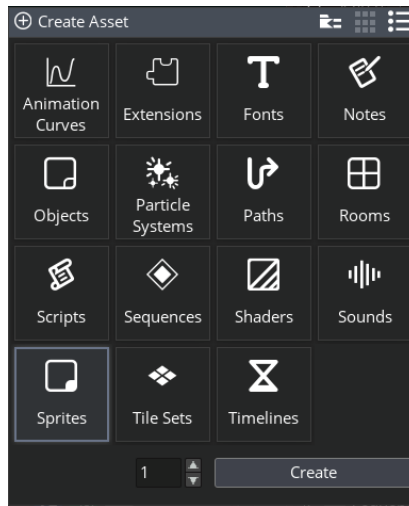 Create Asset
Animation
Curves
Extensions
Fonts
Notes
Objects
Particle
Systems
Paths
Rooms
Scripts
Sequences
Shaders
Sounds
Sprites
Tile Sets
Timelines
1
Create